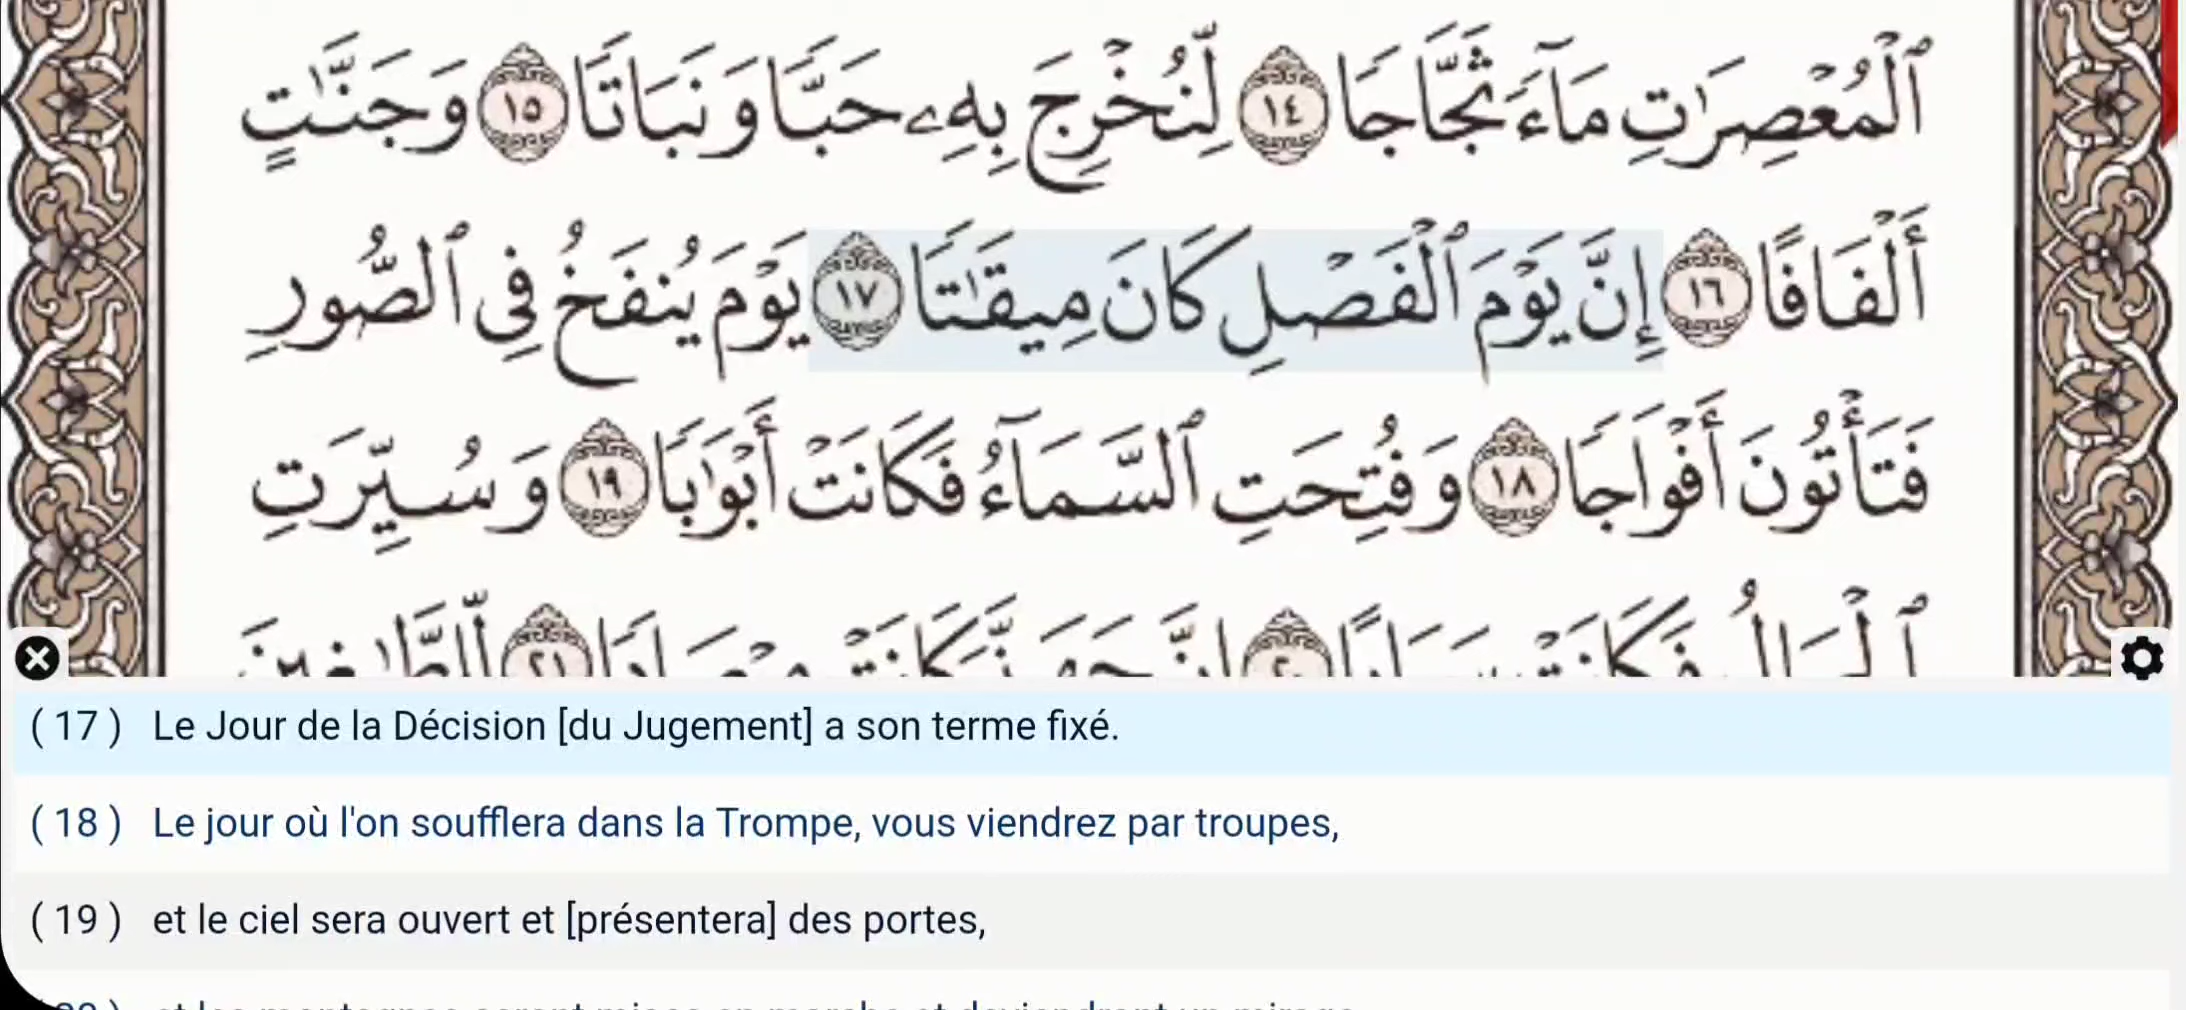 ٱلْمُعْصِرَٰتِ مَآءً ثَجَّاجًا ١٤ لِّنُخْرِجَ بِهِۦ حَبًّا وَنَبَاتًا ١٥ وَجَنَّٰتٍ
أَلْفَافًا ١٦ إِنَّ يَوْمَ ٱلْفَصْلِ كَانَ مِيقَٰتًا ١٧ يَوْمَ يُنفَخُ فِى ٱلصُّورِ
فَتَأْتُونَ أَفْوَاجًا ١٨ وَفُتِحَتِ ٱلسَّمَآءُ فَكَانَتْ أَبْوَٰبًا ١٩ وَسُيِّرَتِ
( 17 ) Le Jour de la Décision [du Jugement] a son terme fixé.
( 18 ) Le jour où l'on soufflera dans la Trompe, vous viendrez par troupes,
( 19 ) et le ciel sera ouvert et [présentera] des portes,